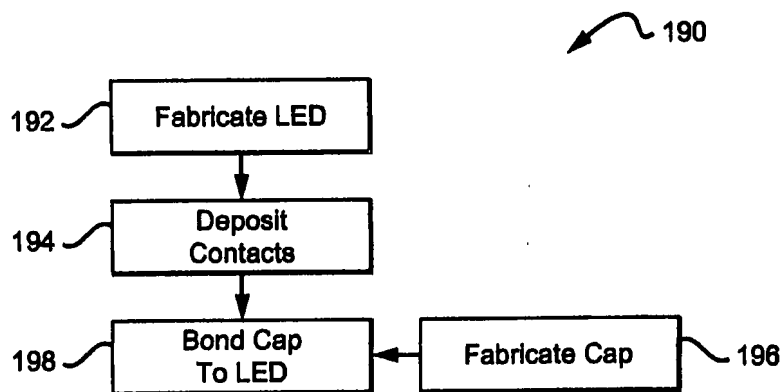 190
192
Fabricate LED
194
Deposit
Contacts
198
Bond Cap
To LED
Fabricate Cap
196